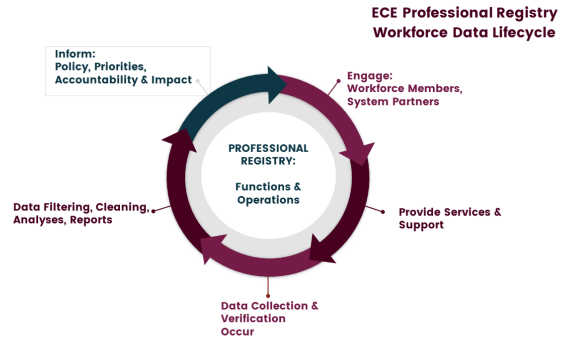 ECE Professional Registry
Workforce Data Lifecycle
Inform:
Policy, Priorities,
Accountability & Impact
Engage:
Workforce Members,
System Partners
PROFESSIONAL
REGISTRY:
Functions &
Operations
Data Filtering, Cleaning,
Analyses, Reports
Provide Services &
Support
Data Collection &
Verification
Occur